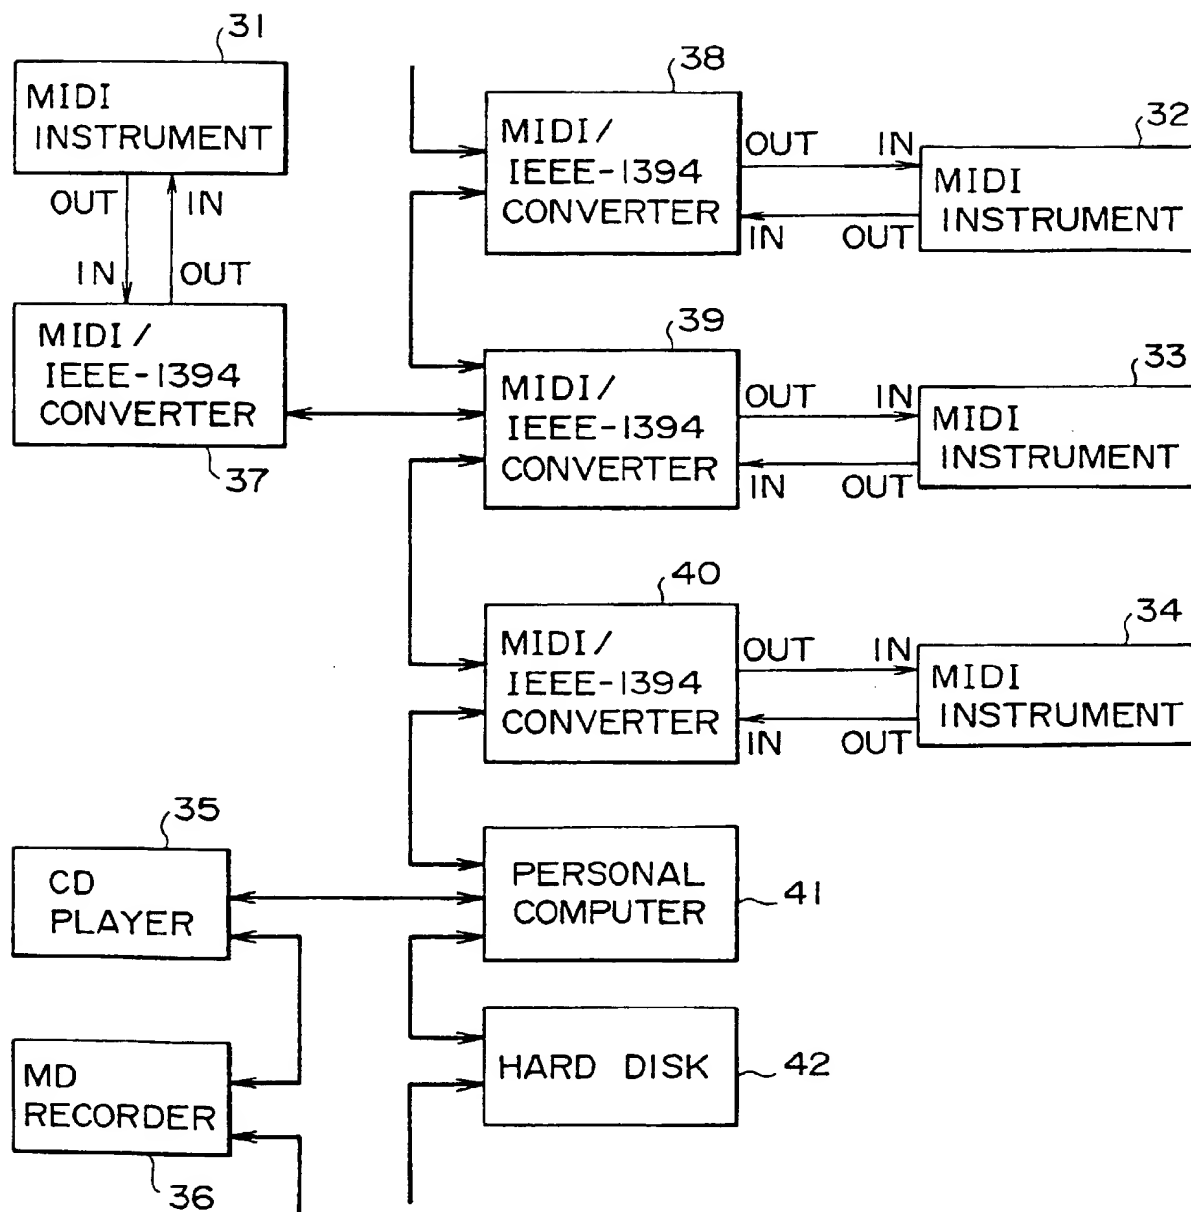 31
MIDI
INSTRUMENT
OUT
IN
IN
OUT
MIDI/
IEEE-1394
CONVERTER
37
38
MIDI/
IEEE-1394
CONVERTER
OUT
IN
IN
OUT
32
MIDI
INSTRUMENT
39
MIDI/
IEEE-1394
CONVERTER
OUT
IN
IN
OUT
33
MIDI
INSTRUMENT
40
MIDI/
IEEE-1394
CONVERTER
OUT
IN
IN
OUT
34
MIDI
INSTRUMENT
35
CD
PLAYER
PERSONAL
COMPUTER
41
MD
RECORDER
36
HARD DISK
42